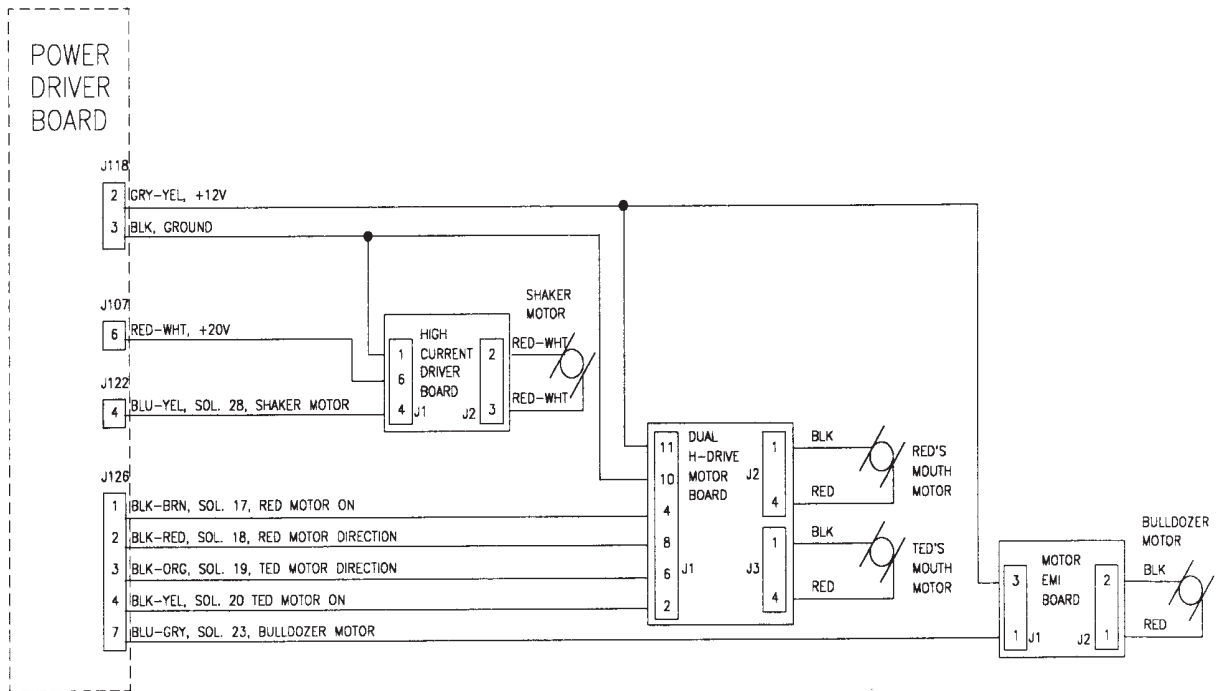 POWER
DRIVER
BOARD
J118
2 GRY-YEL, +12V
3 BLK, GROUND
J107
6 RED-WHT, +20V
J122
4 BLU-YEL, SOL. 28, SHAKER MOTOR
J126
1 BLK-BRN, SOL. 17, RED MOTOR ON
2 BLK-RED, SOL. 18, RED MOTOR DIRECTION
3 BLK-ORG, SOL. 19, TED MOTOR DIRECTION
4 BLK-YEL, SOL. 20 TED MOTOR ON
7 BLU-GRY, SOL. 23, BULLDOZER MOTOR
HIGH
CURRENT
DRIVER
BOARD
1
6
4 J1
2
J2 3
SHAKER
MOTOR
RED-WHT
RED-WHT
DUAL
H-DRIVE
MOTOR
BOARD
11
10
4
8
6 J1
2
1
J2
4
1
J3
4
BLK
RED
RED'S
MOUTH
MOTOR
BLK
RED
TED'S
MOUTH
MOTOR
MOTOR
EMI
BOARD
3
1 J1
2
J2 1
BULLDOZER
MOTOR
BLK
RED